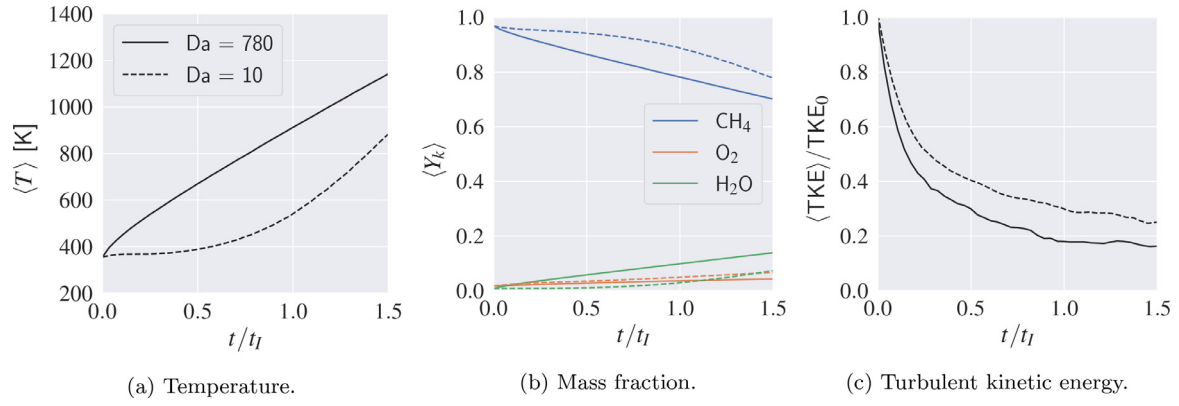 1400
1200
1000
800
600
400
200
⟨T⟩ [K]
Da = 780
Da = 10
0.0
0.5
1.0
1.5
t/t_I
(a) Temperature.
1.0
0.8
0.6
0.4
0.2
0.0
⟨Y_k⟩
CH₄
O₂
H₂O
0.0
0.5
1.0
1.5
t/t_I
(b) Mass fraction.
1.0
0.8
0.6
0.4
0.2
0.0
⟨TKE⟩/TKE₀
0.0
0.5
1.0
1.5
t/t_I
(c) Turbulent kinetic energy.